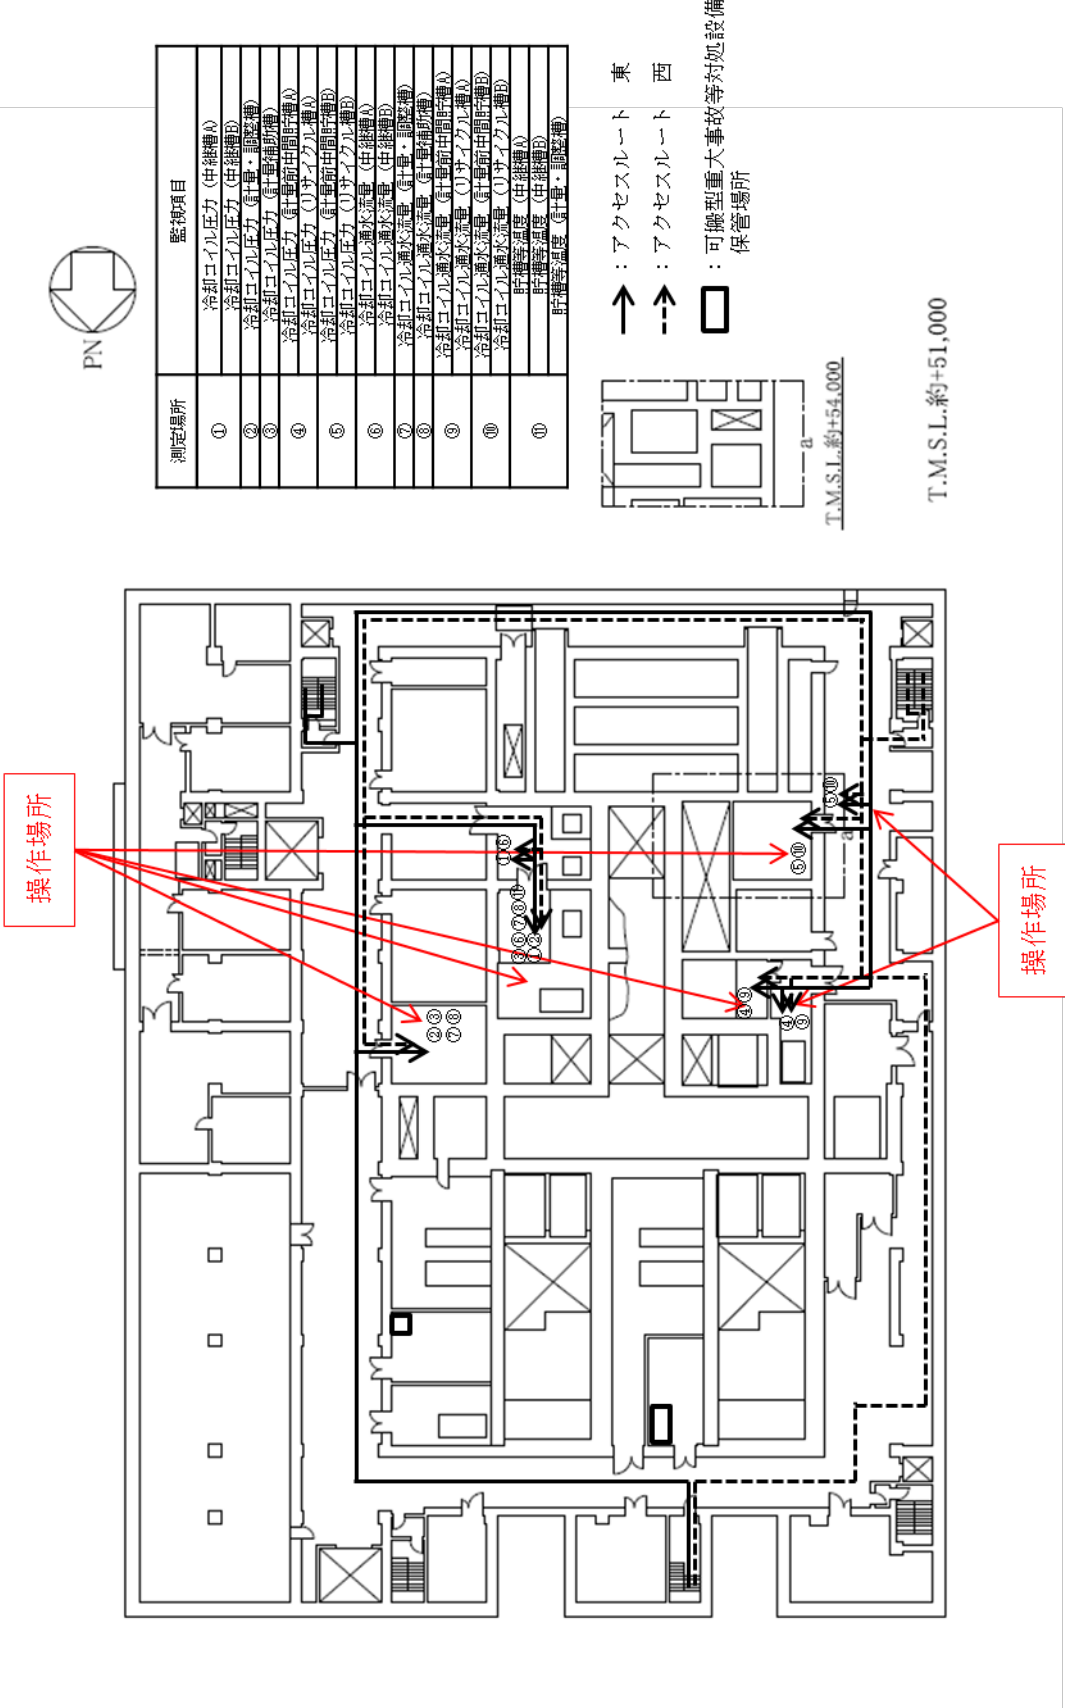 PN
測定場所 監視項目
① 冷却コイル圧力（中継槽A）
冷却コイル圧力（中継槽B）
② 冷却コイル圧力（計量・調整槽）
③ 冷却コイル圧力（計量補助槽）
④ 冷却コイル圧力（計量前中間貯槽A）
冷却コイル圧力（リサイクル槽A）
⑤ 冷却コイル圧力（計量前中間貯槽B）
冷却コイル圧力（リサイクル槽B）
⑥ 冷却コイル通水流量（中継槽A）
冷却コイル通水流量（中継槽B）
⑦ 冷却コイル通水流量（計量・調整槽）
⑧ 冷却コイル通水流量（計量補助槽）
⑨ 冷却コイル通水流量（計量前中間貯槽A）
冷却コイル通水流量（リサイクル槽A）
⑩ 冷却コイル通水流量（計量前中間貯槽B）
冷却コイル通水流量（リサイクル槽B）
⑪ 貯槽等温度（中継槽A）
貯槽等温度（中継槽B）
貯槽等温度（計量・調整槽）
：アクセスルート 東
：アクセスルート 西
：可搬型重大事故等対処設備
保管場所
a
T.M.S.L.約+54,000
T.M.S.L.約+51,000
操作場所
操作場所
①⑥
③⑥⑦⑧⑪
①②
②③
⑦⑧
⑤⑩
⑤⑩
a
④⑨
④
⑨